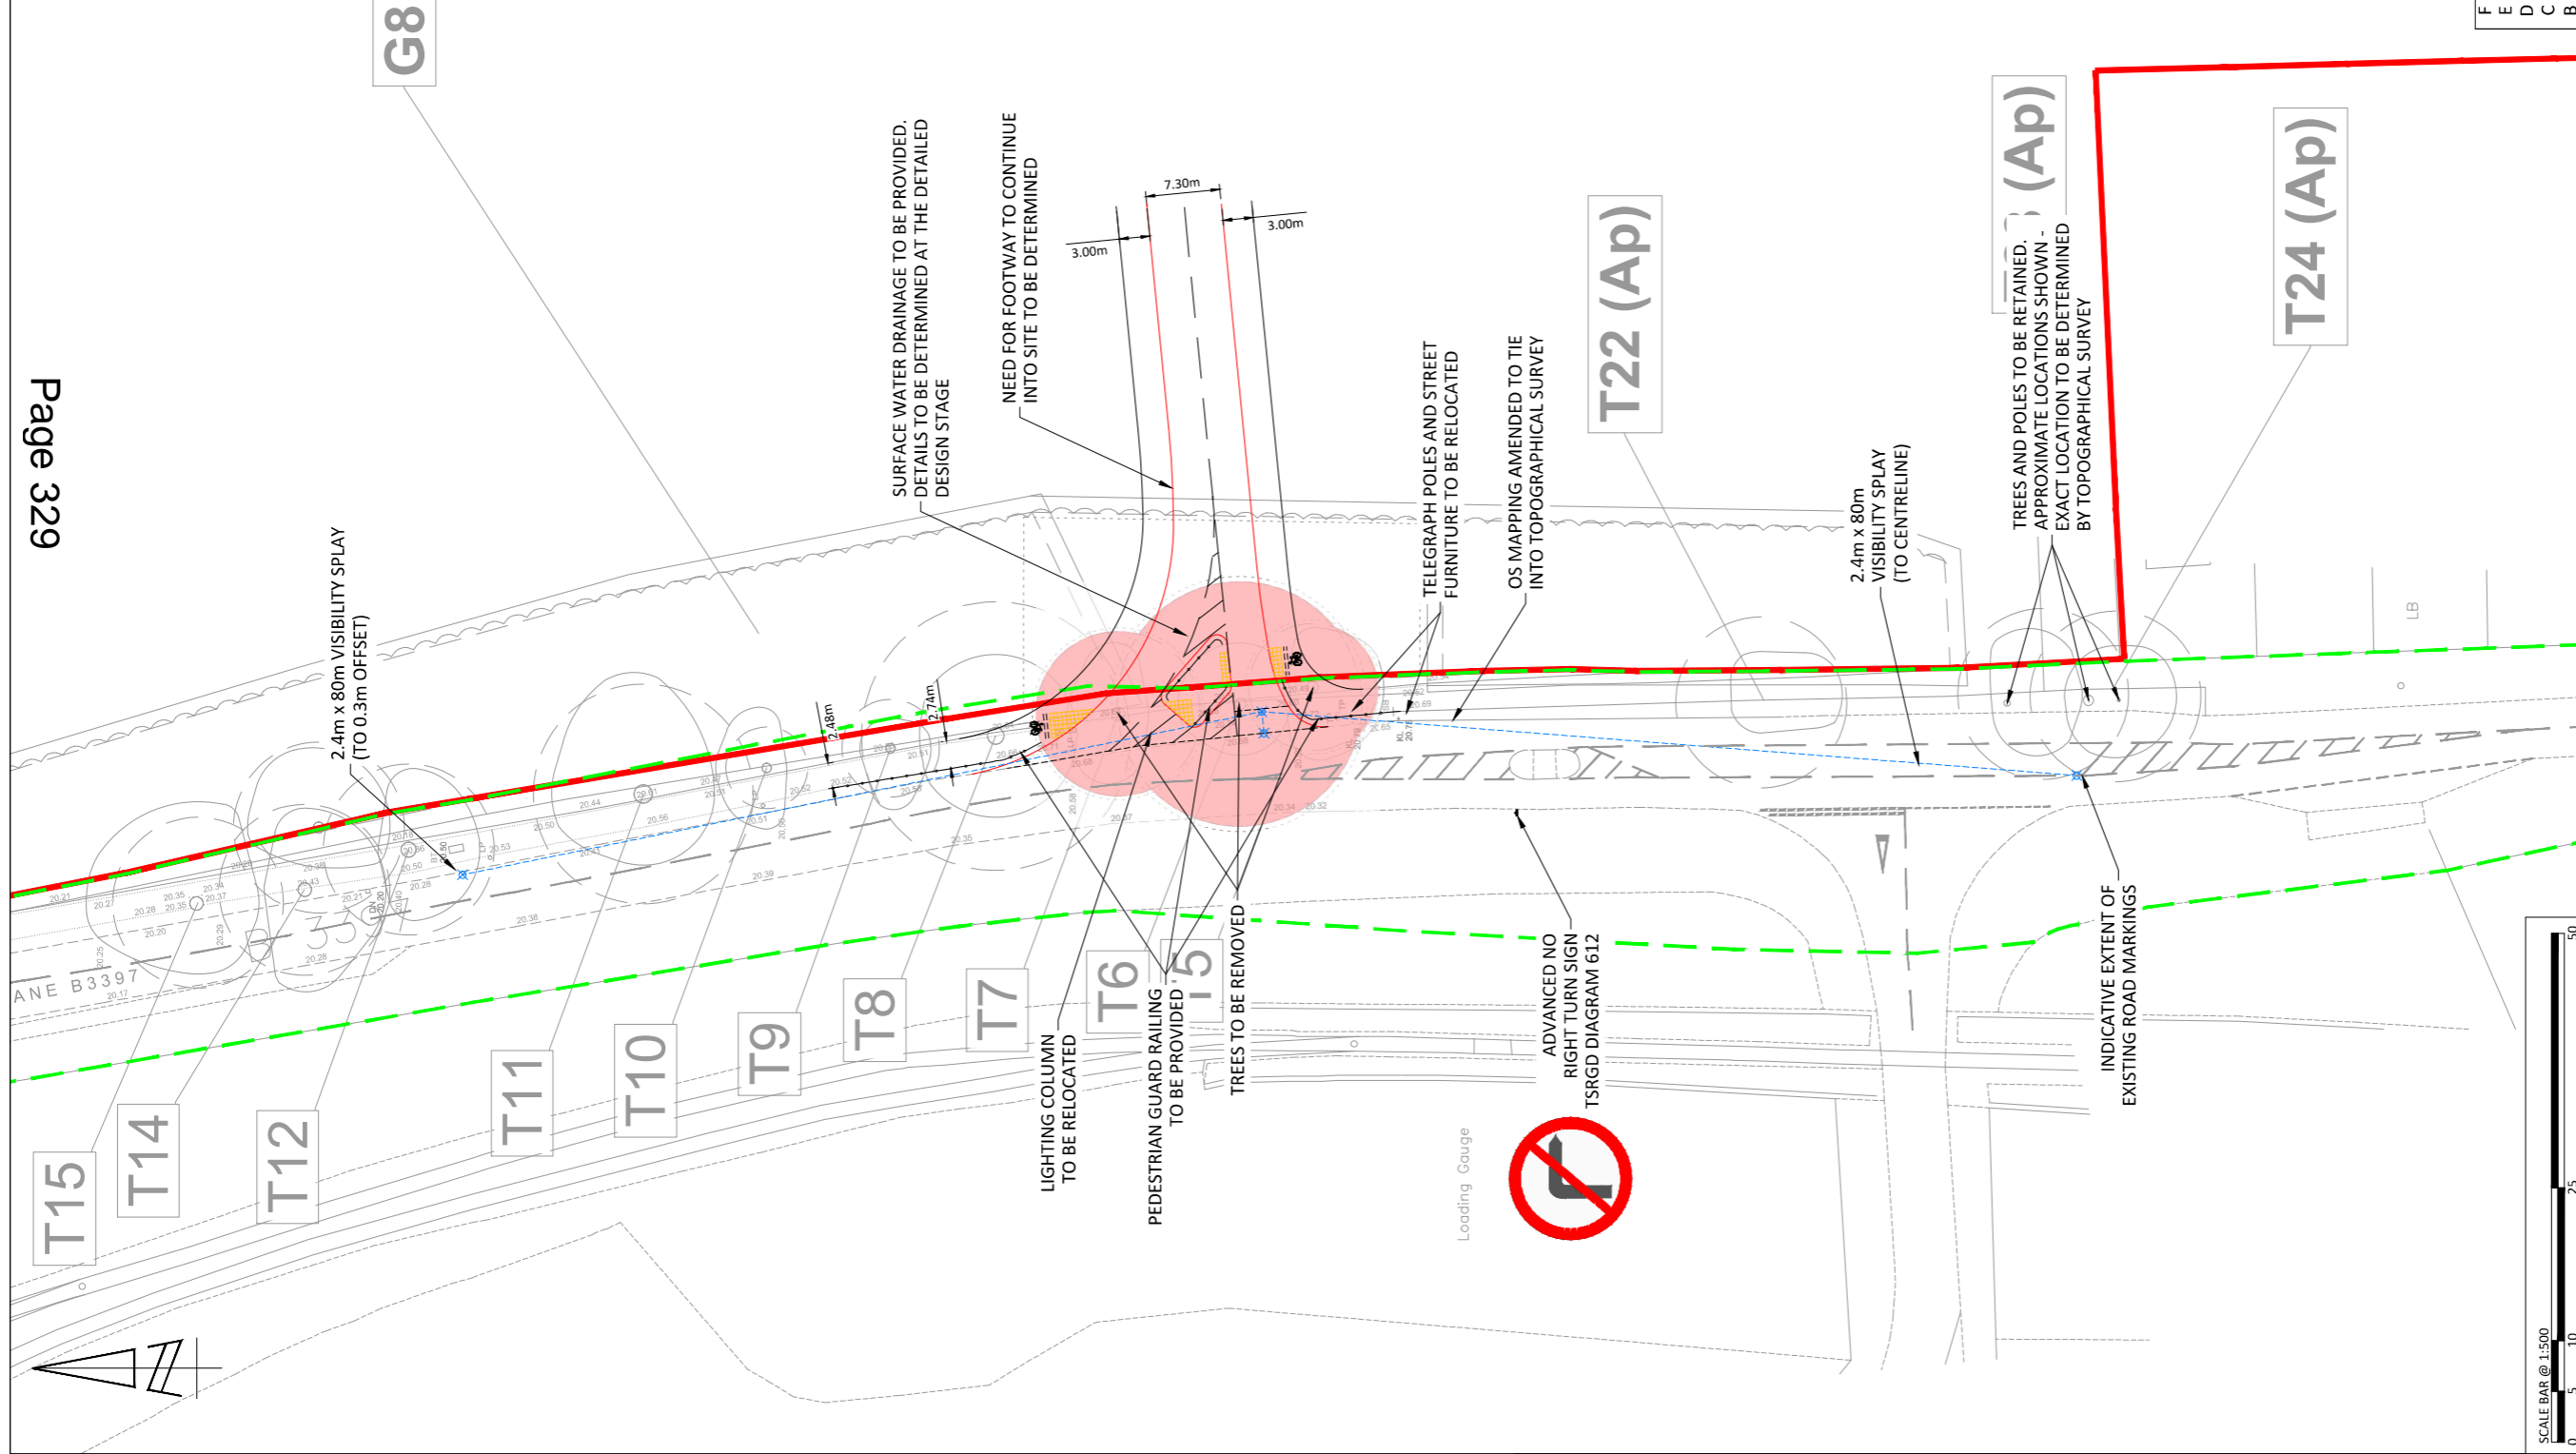 Page 329
G8
2.4m x 80m VISIBILITY SPLAY
(TO 0.3m OFFSET)
SURFACE WATER DRAINAGE TO BE PROVIDED.
DETAILS TO BE DETERMINED AT THE DETAILED
DESIGN STAGE
NEED FOR FOOTWAY TO CONTINUE
INTO SITE TO BE DETERMINED
3.00m
7.30m
3.00m
2.48m
2.74m
TELEGRAPH POLES AND STREET
FURNITURE TO BE RELOCATED
OS MAPPING AMENDED TO TIE
INTO TOPOGRAPHICAL SURVEY
T22 (Ap)
2.4m x 80m
VISIBILITY SPLAY
(TO CENTRELINE)
(Ap)
TREES AND POLES TO BE RETAINED.
APPROXIMATE LOCATIONS SHOWN -
EXACT LOCATION TO BE DETERMINED
BY TOPOGRAPHICAL SURVEY
T24 (Ap)
LB
F
E
D
C
B
ANE B3397
T15
T14
T12
T11
T10
T9
T8
T7
T6
T5
LIGHTING COLUMN
TO BE RELOCATED
PEDESTRIAN GUARD RAILING
TO BE PROVIDED
TREES TO BE REMOVED
ADVANCED NO
RIGHT TURN SIGN
TSRGD DIAGRAM 612
INDICATIVE EXTENT OF
EXISTING ROAD MARKINGS
Loading Gauge
N
SCALE BAR @ 1:500
0 5 10 25 50